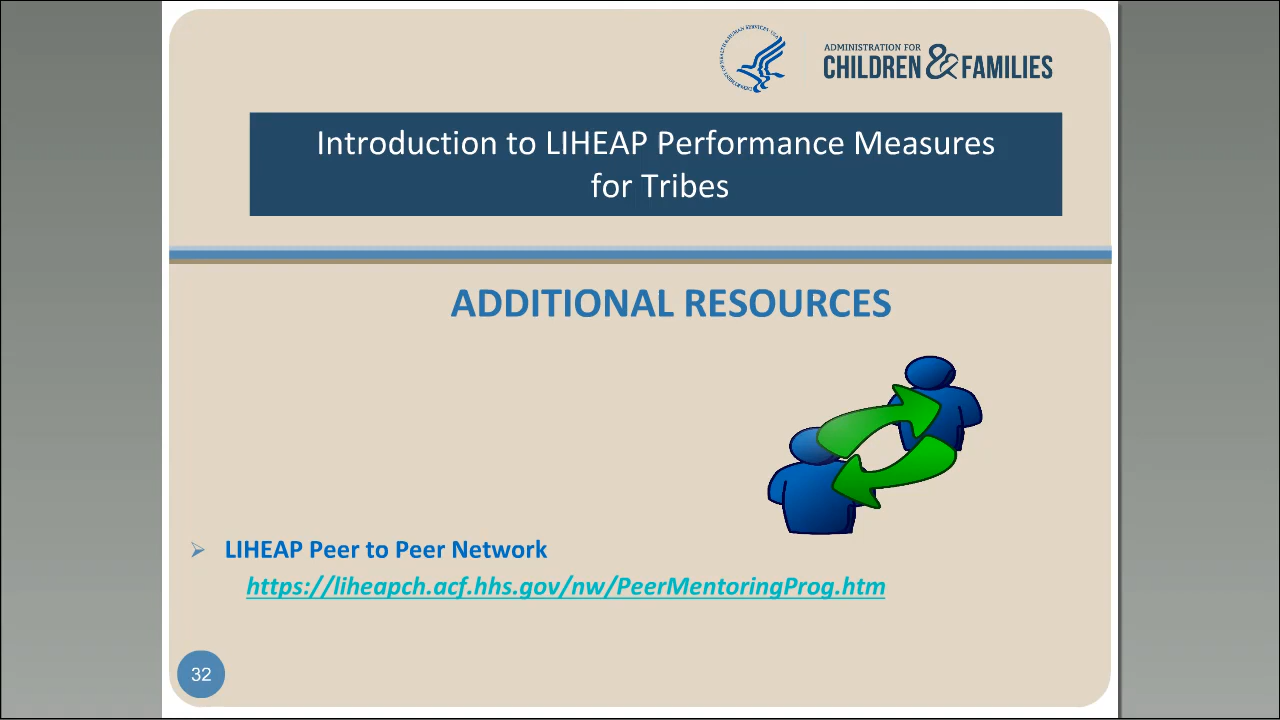 ADMINISTRATION FOR
CHILDREN & FAMILIES
Introduction to LIHEAP Performance Measures
for Tribes
ADDITIONAL RESOURCES
LIHEAP Peer to Peer Network
https://liheapch.acf.hhs.gov/nw/PeerMentoringProg.htm
32